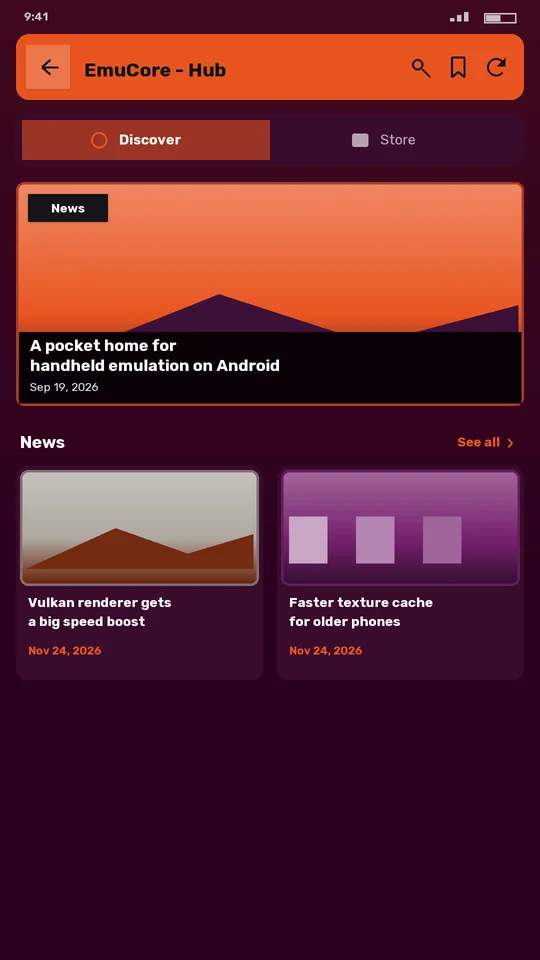 9:41
EmuCore - Hub
Discover
Store
News
A pocket home for
handheld emulation on Android
Sep 19, 2026
News
See all
Vulkan renderer gets
a big speed boost
Nov 24, 2026
Faster texture cache
for older phones
Nov 24, 2026